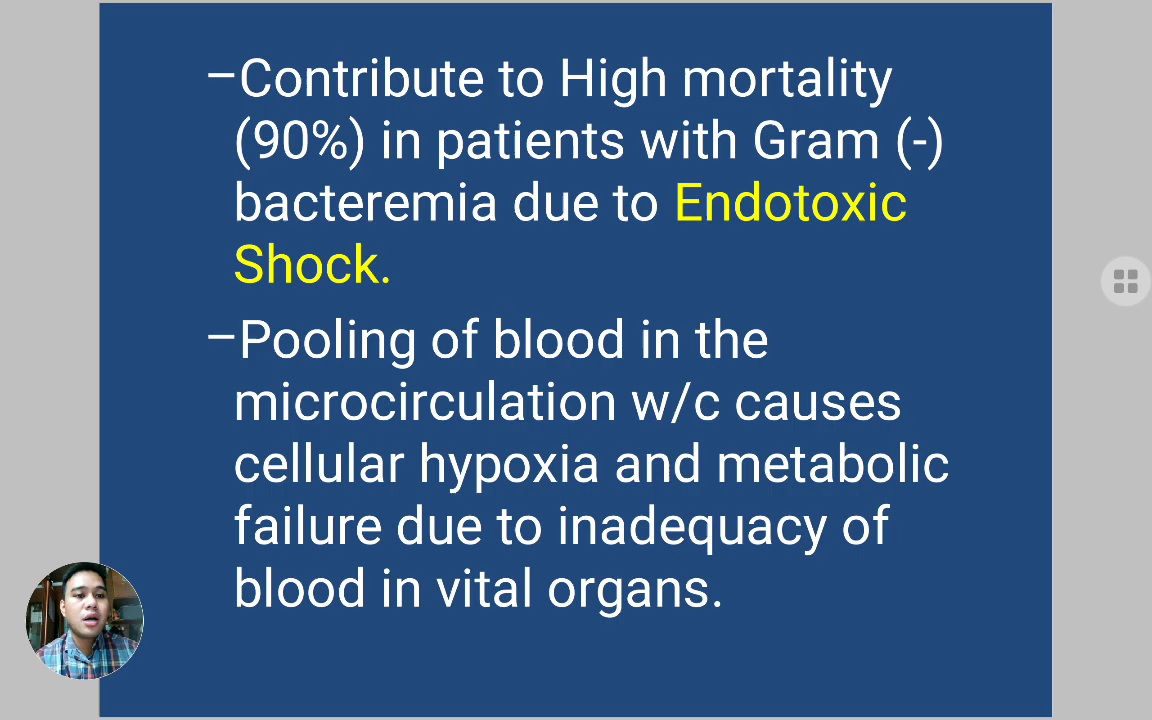 –Contribute to High mortality
(90%) in patients with Gram (-)
bacteremia due to Endotoxic
Shock.
–Pooling of blood in the
microcirculation w/c causes
cellular hypoxia and metabolic
failure due to inadequacy of
blood in vital organs.